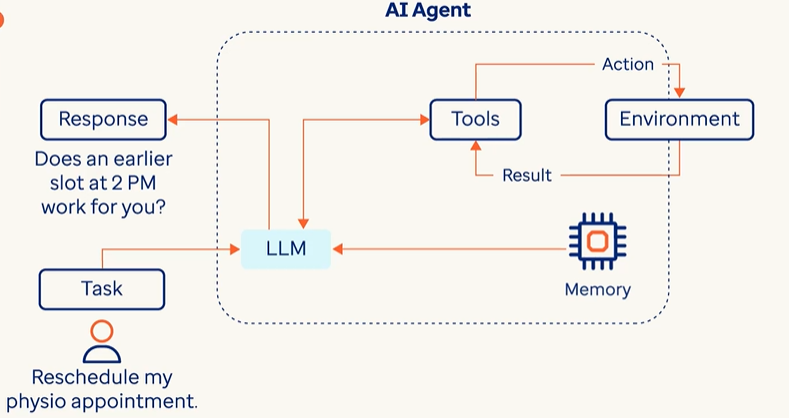 AI Agent
Action
Response
Tools
Environment
Does an earlier
slot at 2 PM
work for you?
Result
LLM
Memory
Task
Reschedule my
physio appointment.